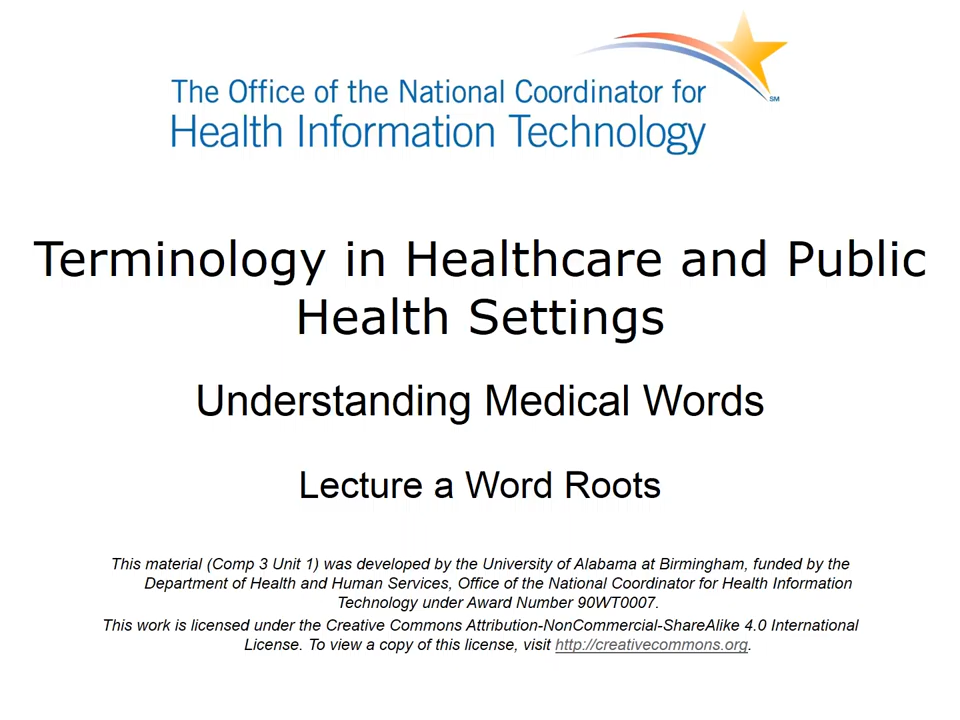 The Office of the National Coordinator for
Health Information Technology
SM
Terminology in Healthcare and Public
Health Settings
Understanding Medical Words
Lecture a Word Roots
This material (Comp 3 Unit 1) was developed by the University of Alabama at Birmingham, funded by the
Department of Health and Human Services, Office of the National Coordinator for Health Information
Technology under Award Number 90WT0007.
This work is licensed under the Creative Commons Attribution-NonCommercial-ShareAlike 4.0 International
License. To view a copy of this license, visit http://creativecommons.org.